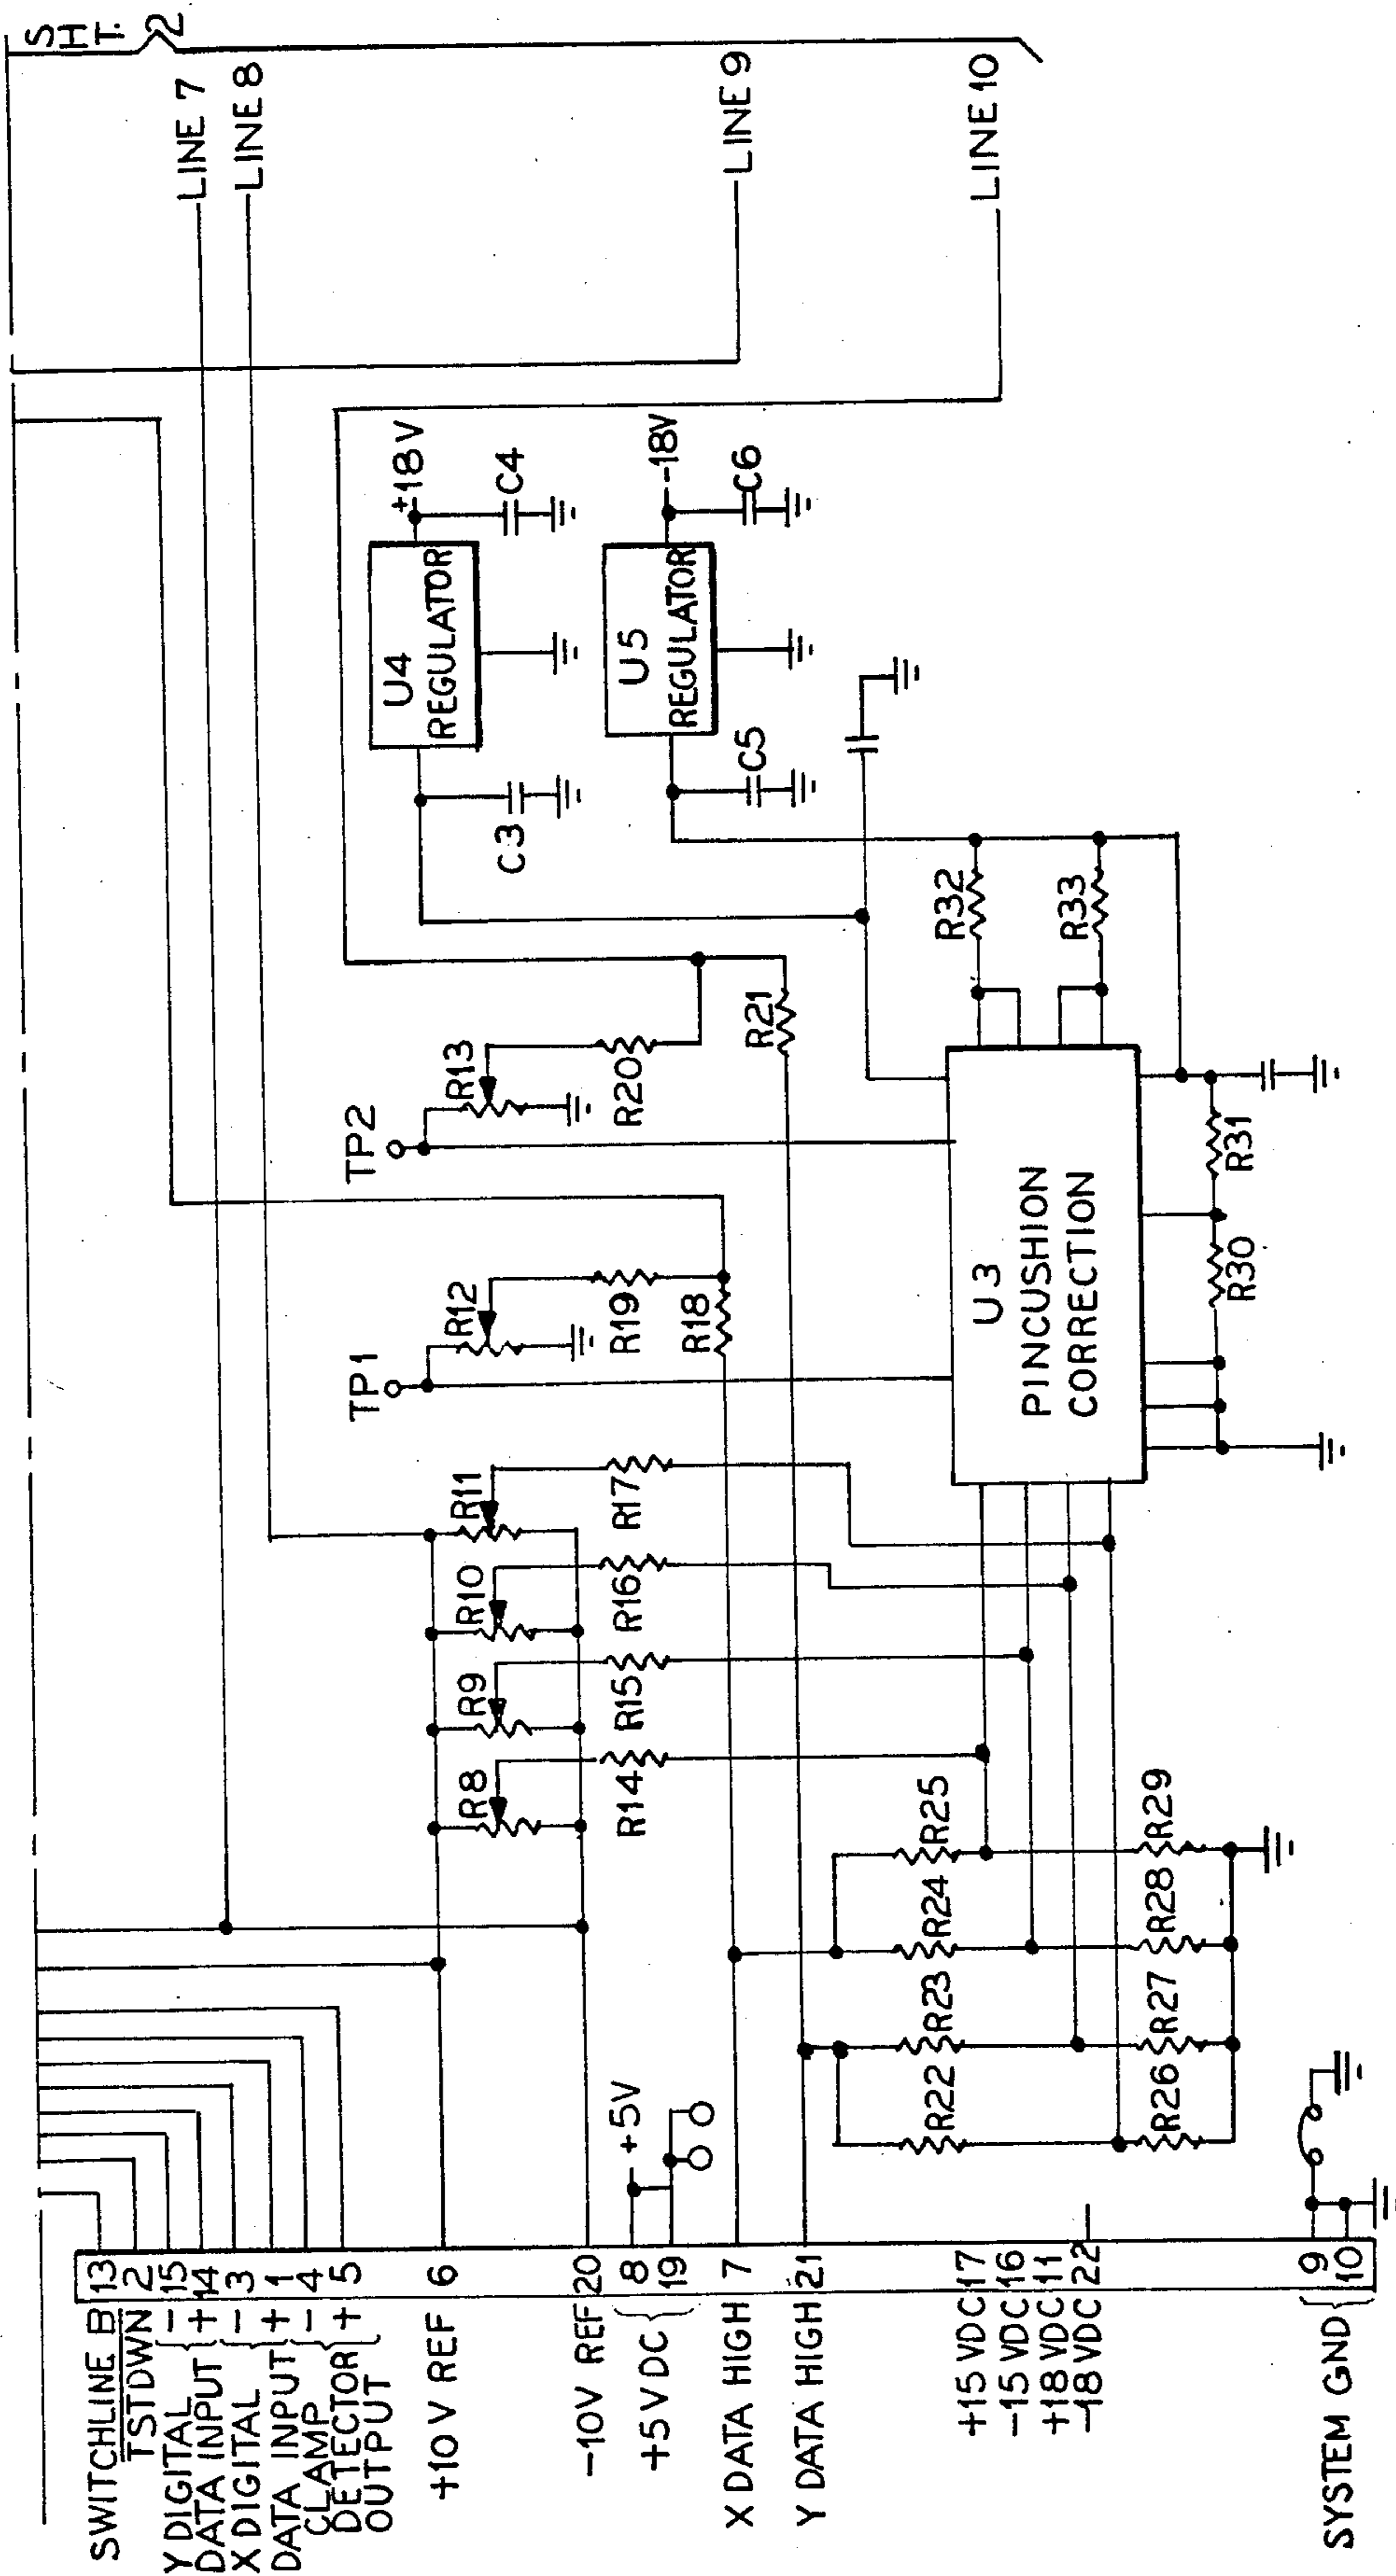 SHT. 2
LINE 7
LINE 8
LINE 9
LINE 10
SWITCHLINE B 13
TSTDWN 2
Y DIGITAL − 15
DATA INPUT + 14
X DIGITAL − 3
DATA INPUT + 1
CLAMP − 4
DETECTOR + 5
OUTPUT
+10V REF 6
−10V REF 20
+5V DC 8
19
+5V
X DATA HIGH 7
Y DATA HIGH 21
+15 VDC 17
−15 VDC 16
+18 VDC 11
−18 VDC 22
SYSTEM GND 9
10
R8
R9
R10
R11
TP1
R12
TP2
R13
R14
R15
R16
R17
R19
R18
R20
R21
U4
REGULATOR
±18V
C3
C4
U5
REGULATOR
-18V
C5
C6
R22
R23
R24
R25
R26
R27
R28
R29
U3
PINCUSHION
CORRECTION
R32
R33
R30
R31